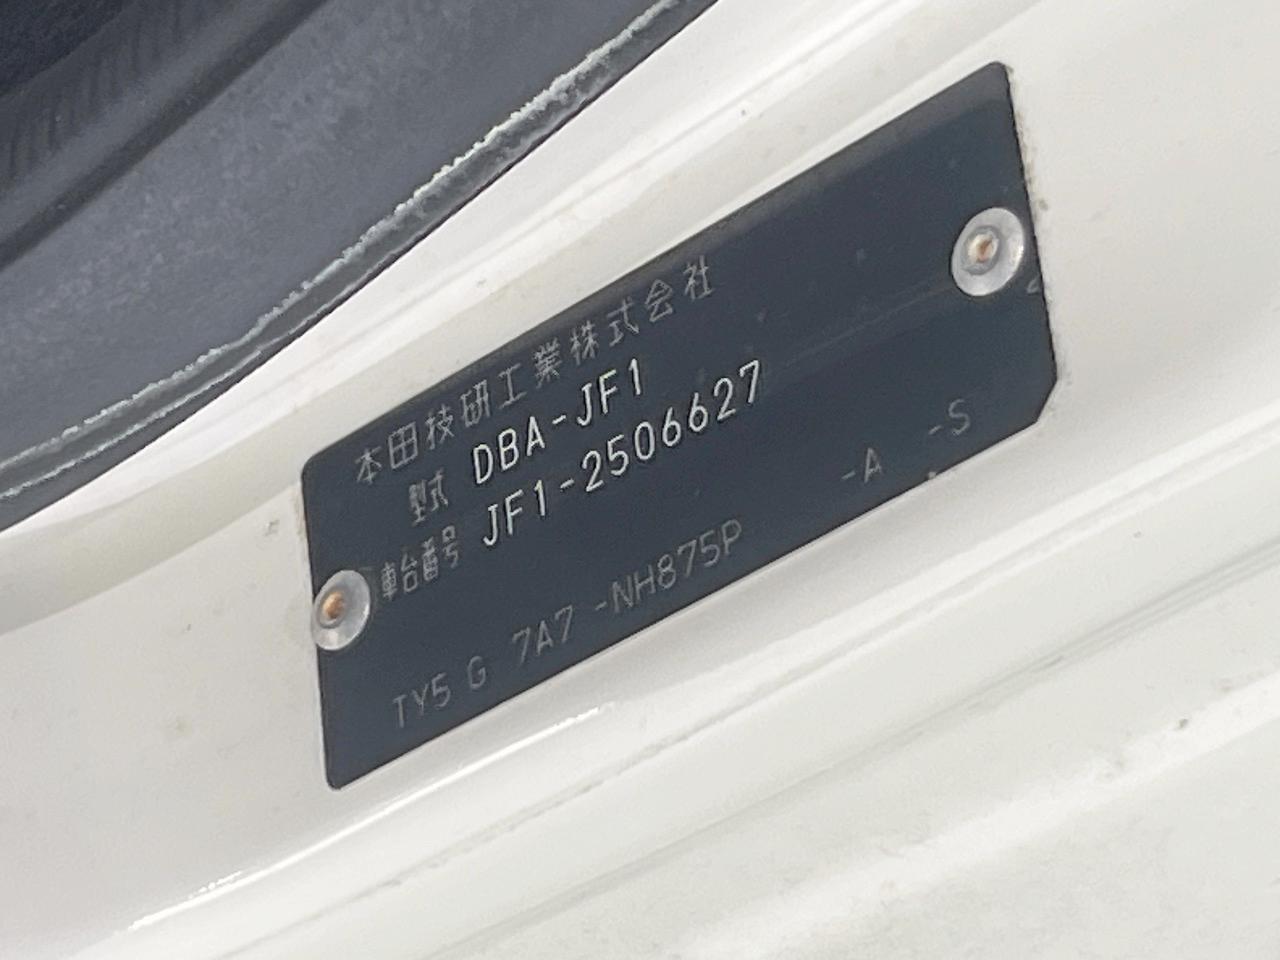 本田技研工業株式会社
型式 DBA-JF1
車台番号 JF1-2506627
TY5 G 7A7 -NH875P -A -S